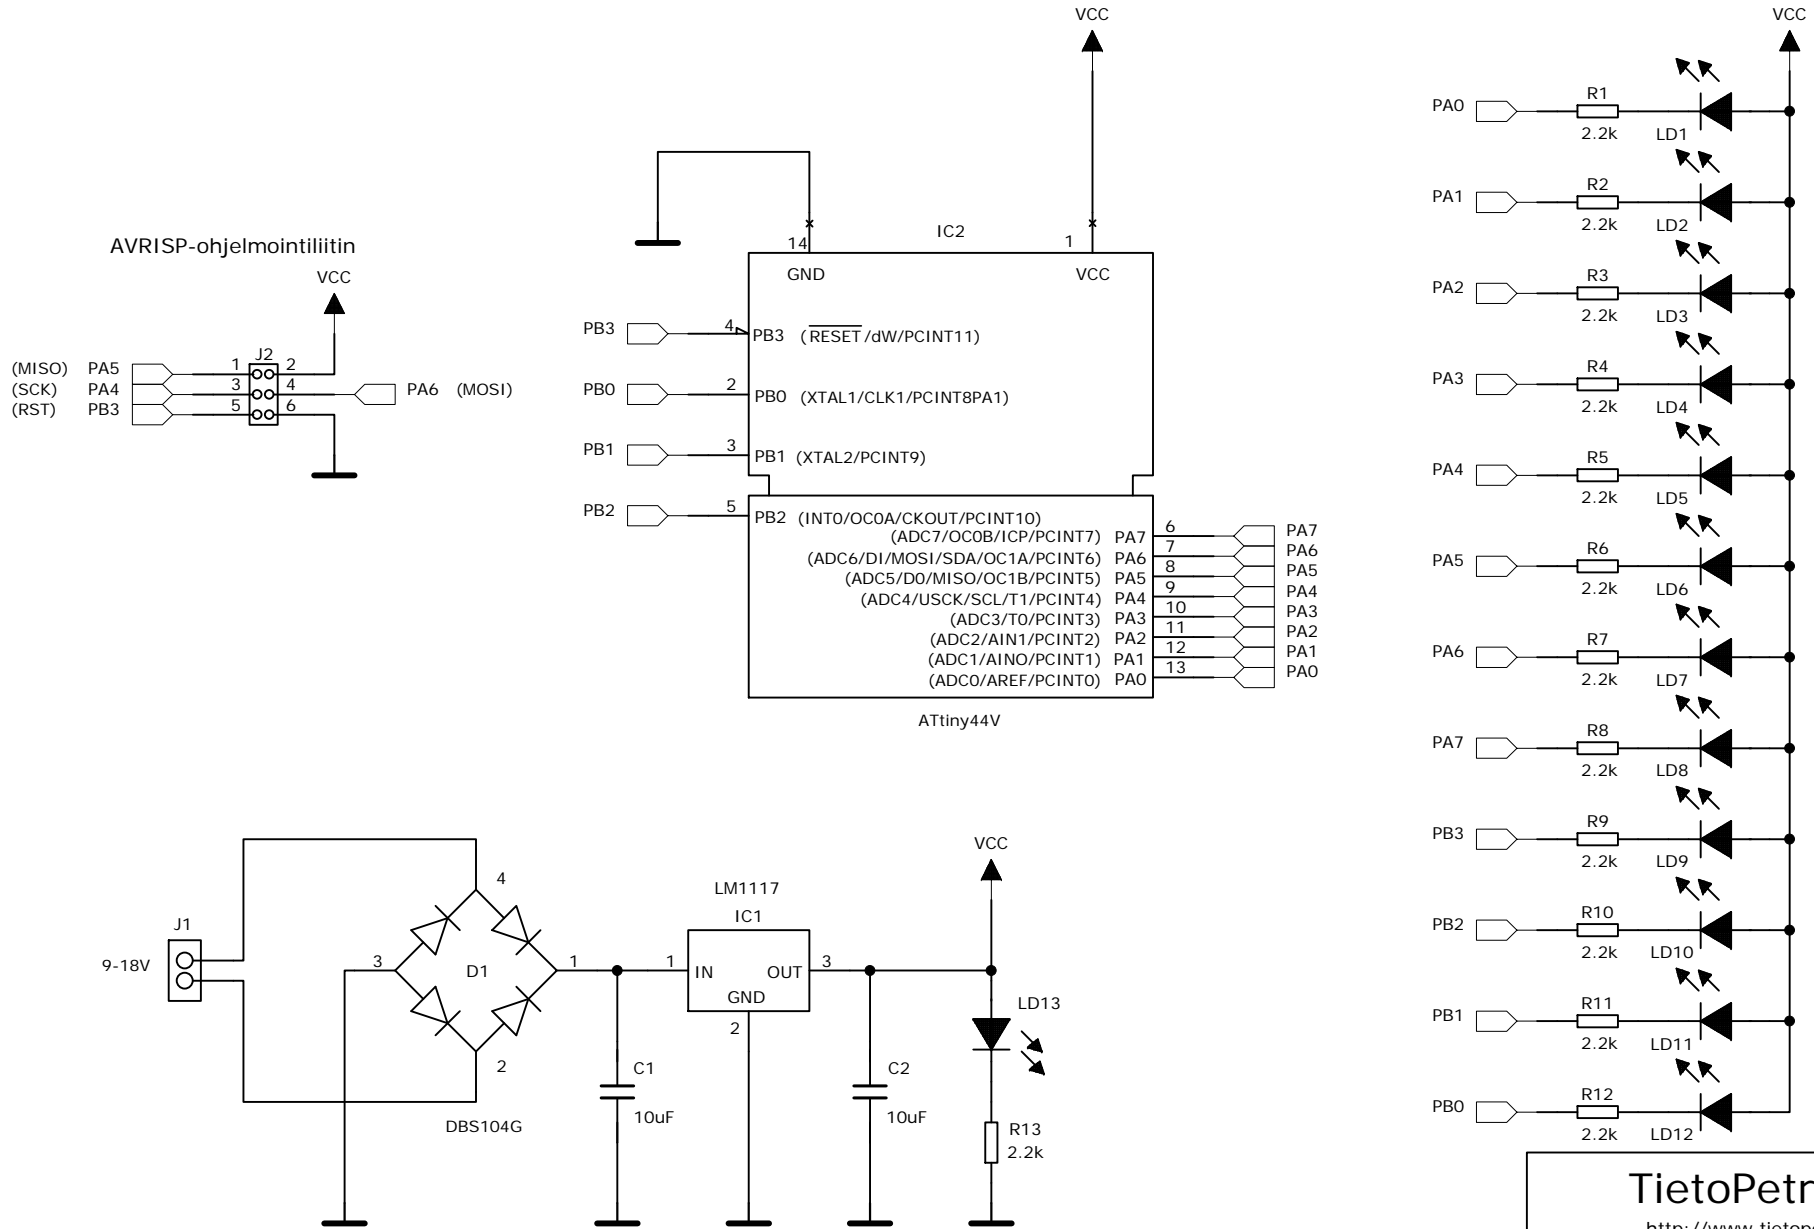 AVRISP-ohjelmointiliitin
VCC
J2
(MISO) PA5 1 2
(SCK) PA4 3 4 PA6 (MOSI)
(RST) PB3 5 6
VCC
IC2
14 1
GND VCC
PB3 4 PB3 (RESET/dW/PCINT11)
PB0 2 PB0 (XTAL1/CLK1/PCINT8PA1)
PB1 3 PB1 (XTAL2/PCINT9)
PB2 5 PB2 (INT0/OC0A/CKOUT/PCINT10)
(ADC7/OC0B/ICP/PCINT7) PA7 6 PA7
(ADC6/DI/MOSI/SDA/OC1A/PCINT6) PA6 7 PA6
(ADC5/D0/MISO/OC1B/PCINT5) PA5 8 PA5
(ADC4/USCK/SCL/T1/PCINT4) PA4 9 PA4
(ADC3/T0/PCINT3) PA3 10 PA3
(ADC2/AIN1/PCINT2) PA2 11 PA2
(ADC1/AIN0/PCINT1) PA1 12 PA1
(ADC0/AREF/PCINT0) PA0 13 PA0
ATtiny44V
J1
9-18V
4
3 D1 1
2
DBS104G
C1
10uF
LM1117
IC1
1 IN OUT 3
GND
2
C2
10uF
VCC
LD13
R13
2.2k
VCC
PA0 R1
2.2k LD1
PA1 R2
2.2k LD2
PA2 R3
2.2k LD3
PA3 R4
2.2k LD4
PA4 R5
2.2k LD5
PA5 R6
2.2k LD6
PA6 R7
2.2k LD7
PA7 R8
2.2k LD8
PB3 R9
2.2k LD9
PB2 R10
2.2k LD10
PB1 R11
2.2k LD11
PB0 R12
2.2k LD12